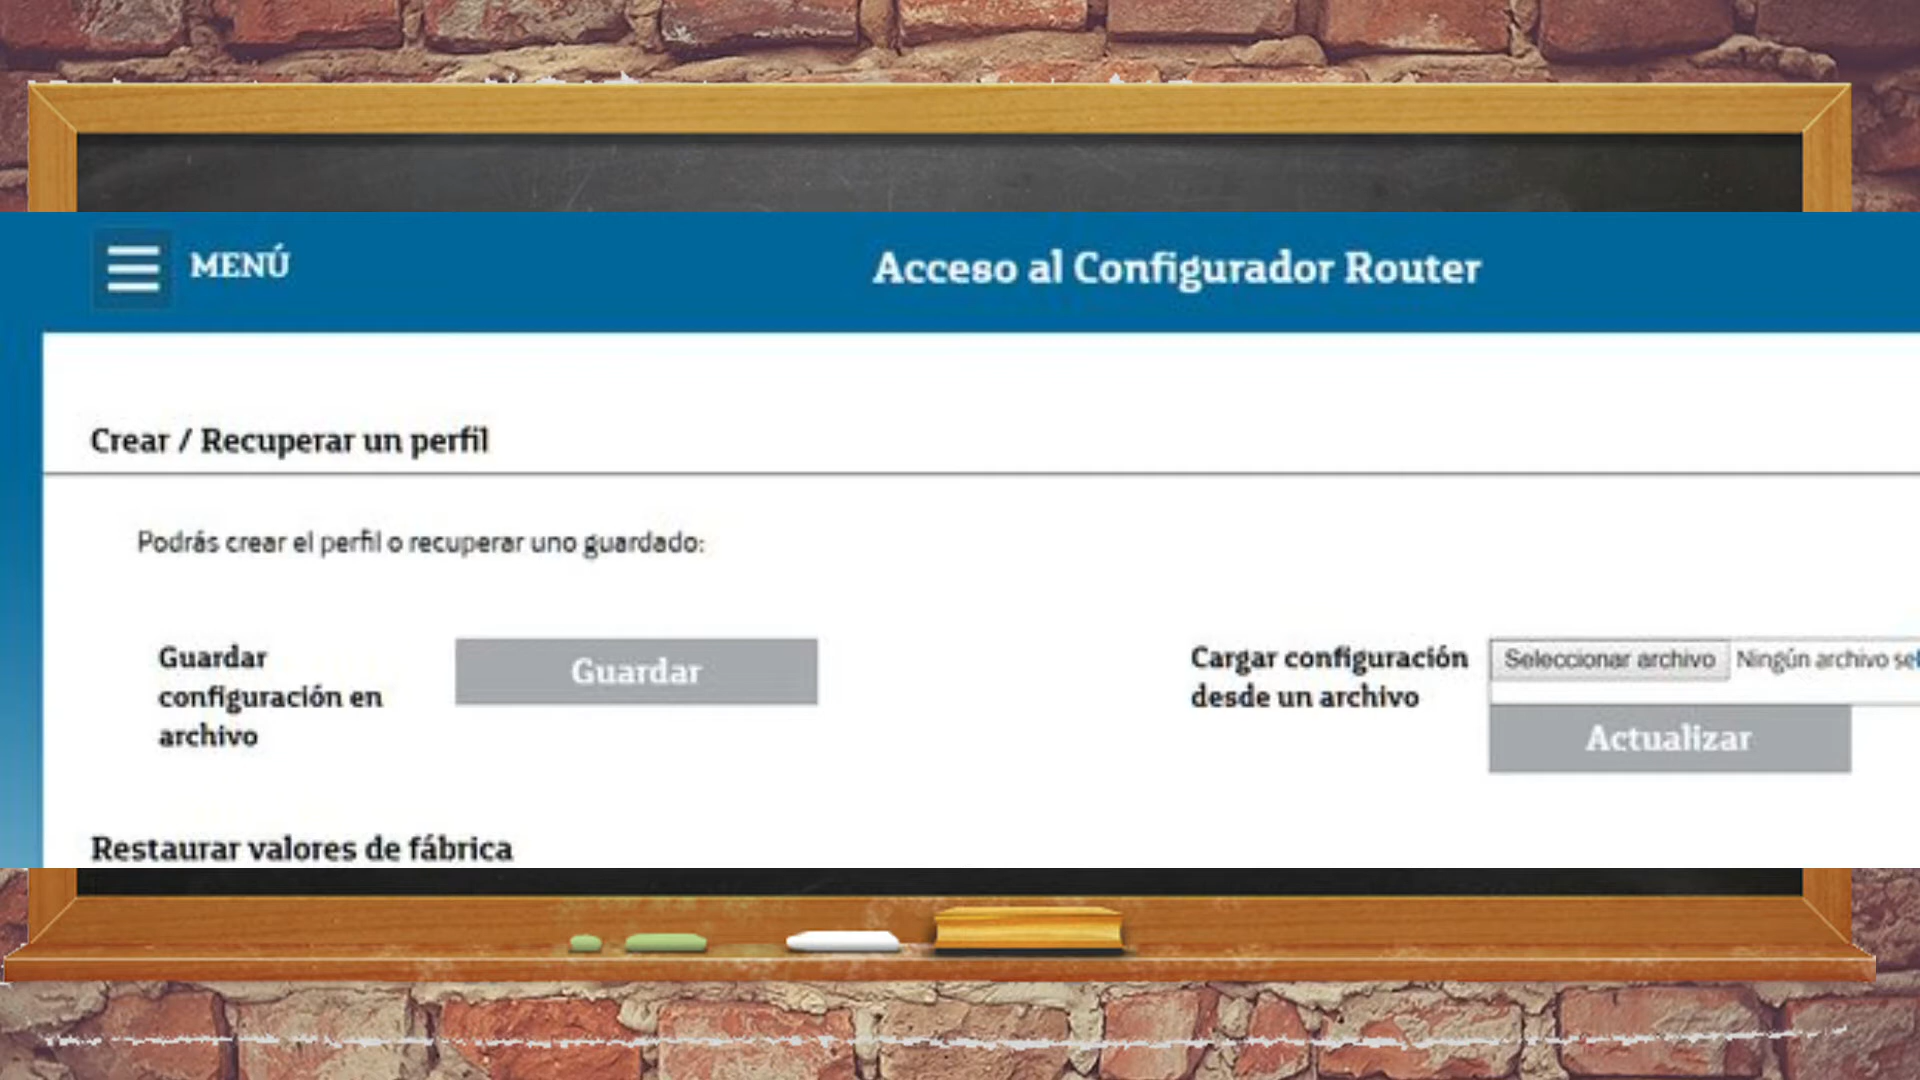 MENÚ
Acceso al Configurador Router
Crear / Recuperar un perfil
Podrás crear el perfil o recuperar uno guardado:
Guardar
configuración en
archivo
Guardar
Cargar configuración
desde un archivo
Seleccionar archivo
Ningún archivo sel
Actualizar
Restaurar valores de fábrica